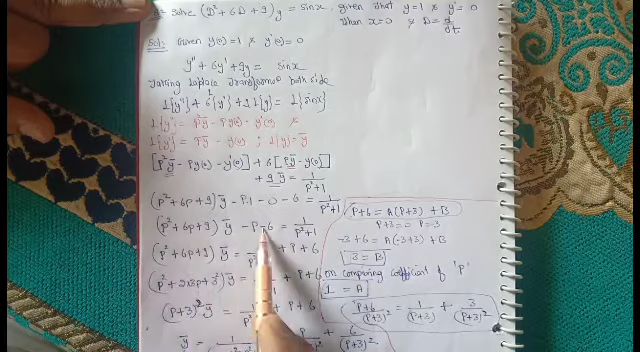 Q:- Solve (D²+6D+9)y = sinx, given that y=1 & y'=0
when x=0 & D = d/dt.
Sol:- Given y(0)=1 & y'(0)=0
y''+6y'+9y = sinx
Taking Laplace Transforms both side
L{y''}+6L{y'}+9L{y} = L{sinx}
L{y''} = p²ȳ - py(0) - y'(0) &
L{y'} = pȳ - y(0) ; L{y} = ȳ
[p²ȳ - py(0) - y'(0)] + 6[pȳ - y(0)]
+ 9ȳ = 1/(p²+1)
(p²+6p+9)ȳ - p·1 - 0 - 6 = 1/(p²+1)
(p²+6p+9)ȳ - p - 6 = 1/(p²+1)
(p²+6p+9)ȳ = + p + 6
(p²+2×3p+3²)ȳ = + p + 6
(p+3)²ȳ = + p + 6
ȳ =
p+6 = A(p+3) + B
p+3=0 p=-3
-3+6 = A(-3+3) + B
3 = B
on comparing coefficient of 'p'
1 = A
(p+6)/(p+3)² = 1/(p+3) + 3/(p+3)²